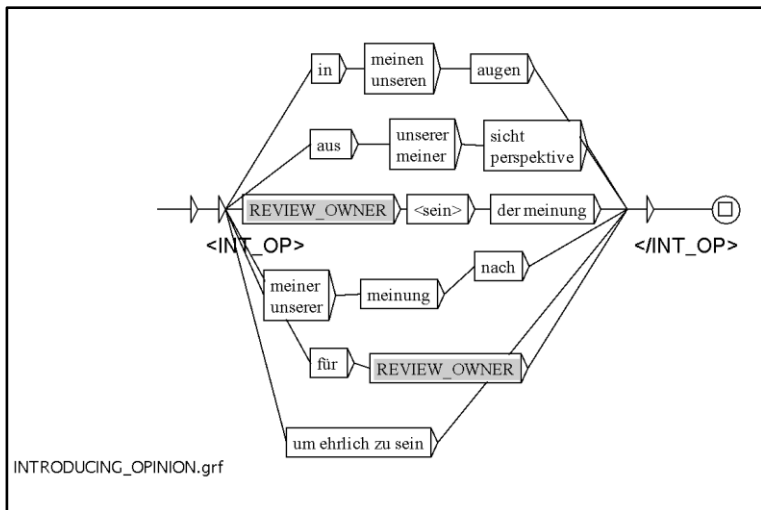 in
meinen
unseren
augen
aus
unserer
meiner
sicht
perspektive
REVIEW_OWNER
<sein>
der meinung
<INT_OP>
</INT_OP>
meiner
unserer
meinung
nach
für
REVIEW_OWNER
um ehrlich zu sein
INTRODUCING_OPINION.grf